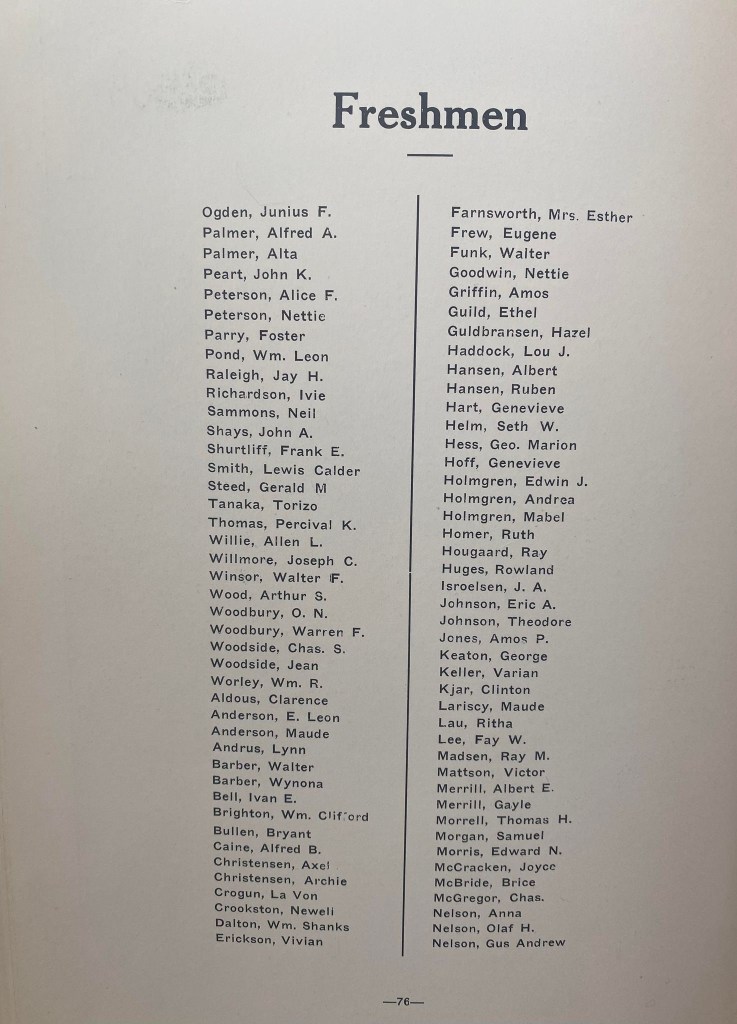 Freshmen
Ogden, Junius F.
Palmer, Alfred A.
Palmer, Alta
Peart, John K.
Peterson, Alice F.
Peterson, Nettie
Parry, Foster
Pond, Wm. Leon
Raleigh, Jay H.
Richardson, Ivie
Sammons, Neil
Shays, John A.
Shurtliff, Frank E.
Smith, Lewis Calder
Steed, Gerald M
Tanaka, Torizo
Thomas, Percival K.
Willie, Allen L.
Willmore, Joseph C.
Winsor, Walter F.
Wood, Arthur S.
Woodbury, O. N.
Woodbury, Warren F.
Woodside, Chas. S.
Woodside, Jean
Worley, Wm. R.
Aldous, Clarence
Anderson, E. Leon
Anderson, Maude
Andrus, Lynn
Barber, Walter
Barber, Wynona
Bell, Ivan E.
Brighton, Wm. Clifford
Bullen, Bryant
Caine, Alfred B.
Christensen, Axel
Christensen, Archie
Crogun, La Von
Crookston, Newell
Dalton, Wm. Shanks
Erickson, Vivian
Farnsworth, Mrs. Esther
Frew, Eugene
Funk, Walter
Goodwin, Nettie
Griffin, Amos
Guild, Ethel
Guldbransen, Hazel
Haddock, Lou J.
Hansen, Albert
Hansen, Ruben
Hart, Genevieve
Helm, Seth W.
Hess, Geo. Marion
Hoff, Genevieve
Holmgren, Edwin J.
Holmgren, Andrea
Holmgren, Mabel
Homer, Ruth
Hougaard, Ray
Huges, Rowland
Isroelsen, J. A.
Johnson, Eric A.
Johnson, Theodore
Jones, Amos P.
Keaton, George
Keller, Varian
Kjar, Clinton
Lariscy, Maude
Lau, Ritha
Lee, Fay W.
Madsen, Ray M.
Mattson, Victor
Merrill, Albert E.
Merrill, Gayle
Morrell, Thomas H.
Morgan, Samuel
Morris, Edward N.
McCracken, Joyce
McBride, Brice
McGregor, Chas.
Nelson, Anna
Nelson, Olaf H.
Nelson, Gus Andrew
—76—